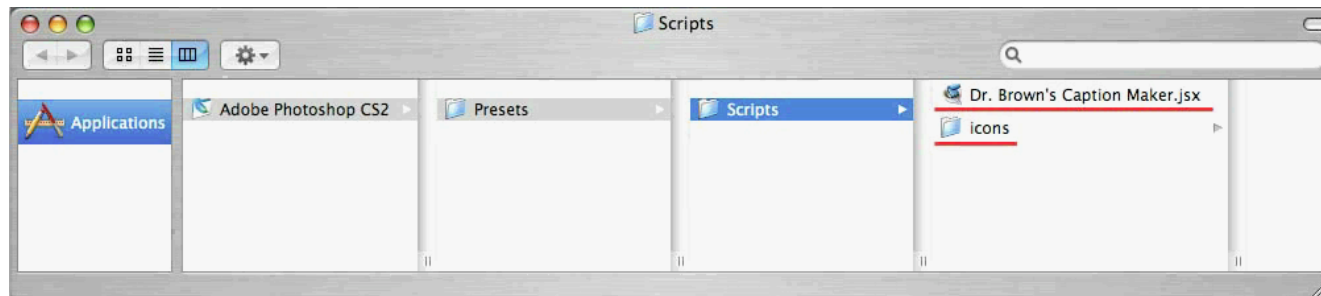 Scripts
Applications
Adobe Photoshop CS2
Presets
Scripts
Dr. Brown's Caption Maker.jsx
icons